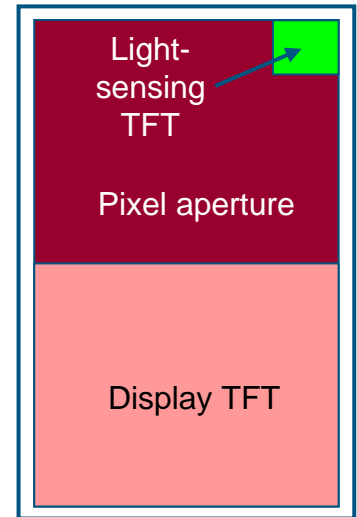 Light-
sensing
TFT
Pixel aperture
Display TFT